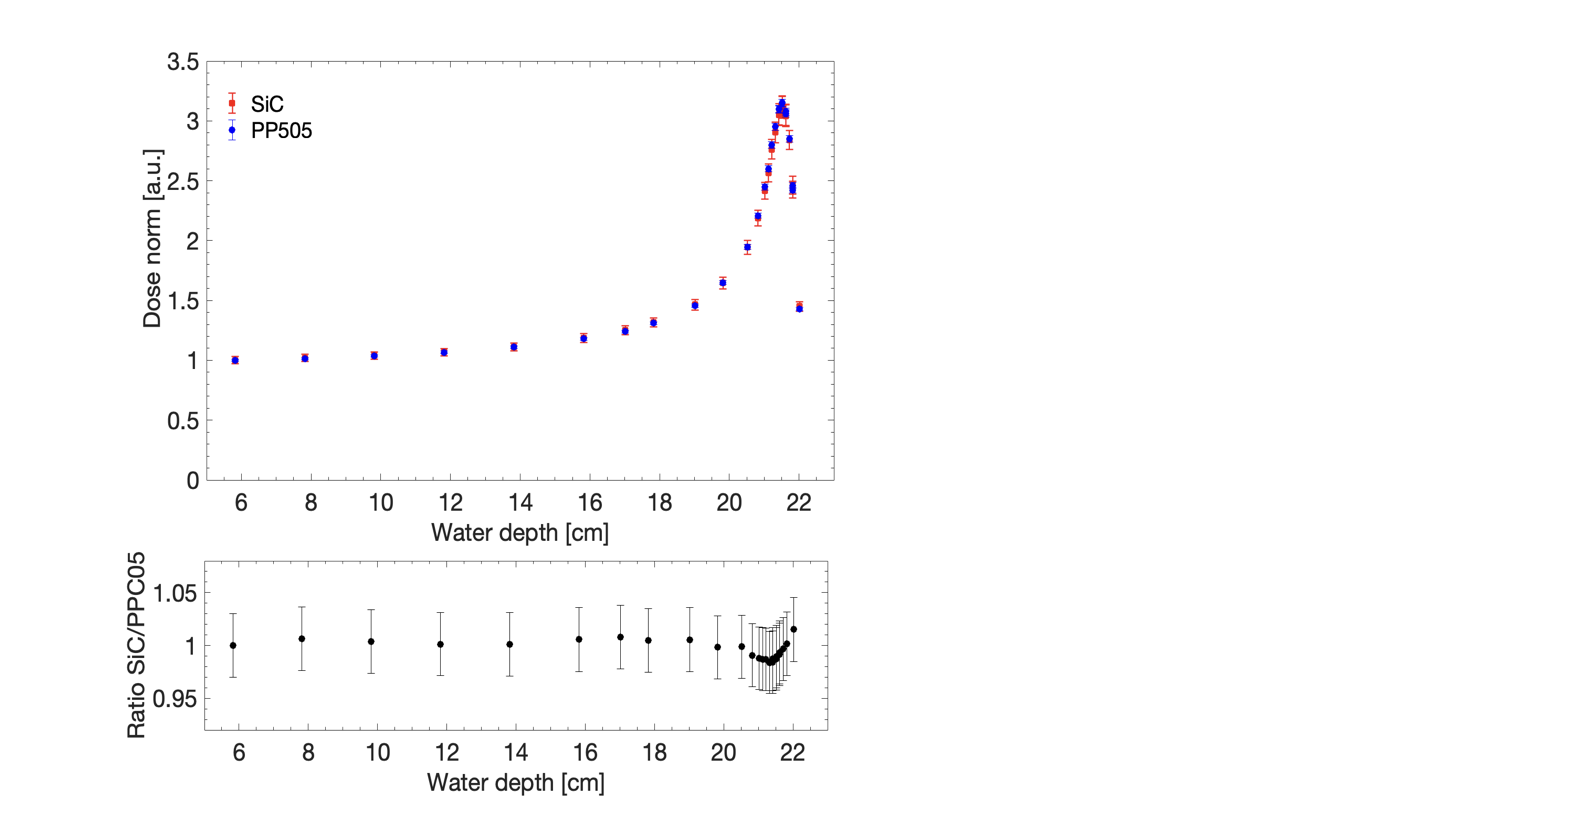 3.5
3
2.5
2
1.5
1
0.5
0
Dose norm [a.u.]
SiC
PP505
6 8 10 12 14 16 18 20 22
Water depth [cm]
Ratio SiC/PPC05
1.05
1
0.95
6 8 10 12 14 16 18 20 22
Water depth [cm]